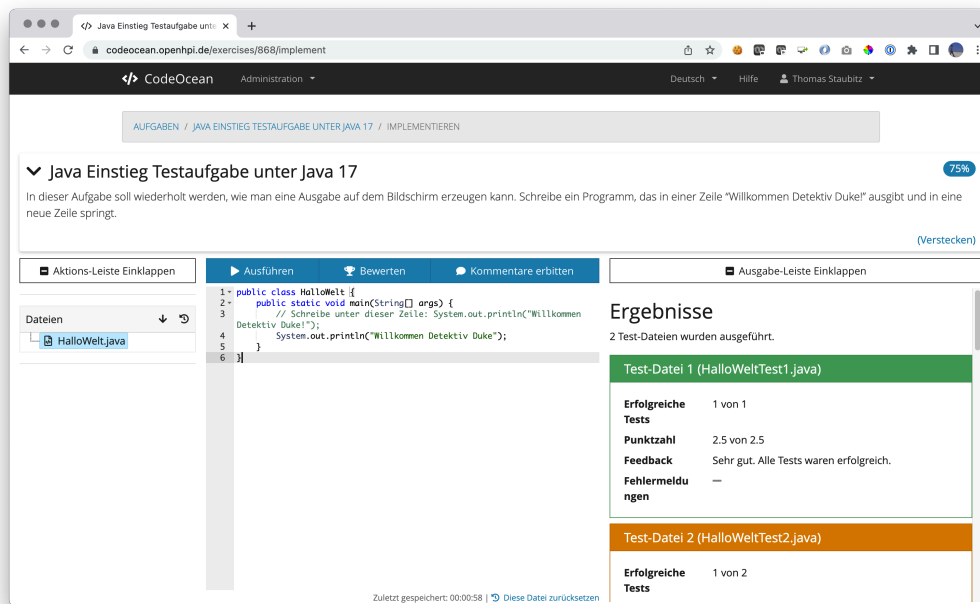 Java Einstieg Testaufgabe unte
codeocean.openhpi.de/exercises/868/implement
CodeOcean Administration Deutsch Hilfe Thomas Staubitz
AUFGABEN / JAVA EINSTIEG TESTAUFGABE UNTER JAVA 17 / IMPLEMENTIEREN
Java Einstieg Testaufgabe unter Java 17 75%
In dieser Aufgabe soll wiederholt werden, wie man eine Ausgabe auf dem Bildschirm erzeugen kann. Schreibe ein Programm, das in einer Zeile "Willkommen Detektiv Duke!" ausgibt und in eine
neue Zeile springt.
(Verstecken)
Aktions-Leiste Einklappen
Dateien
HalloWelt.java
Ausführen Bewerten Kommentare erbitten
1 public class HalloWelt {
2 public static void main(String[] args) {
3 // Schreibe unter dieser Zeile: System.out.println("Willkommen
Detektiv Duke!");
4 System.out.println("Willkommen Detektiv Duke");
5 }
6 }
Zuletzt gespeichert: 00:00:58 | Diese Datei zurücksetzen
Ausgabe-Leiste Einklappen
Ergebnisse
2 Test-Dateien wurden ausgeführt.
Test-Datei 1 (HalloWeltTest1.java)
Erfolgreiche 1 von 1
Tests
Punktzahl 2.5 von 2.5
Feedback Sehr gut. Alle Tests waren erfolgreich.
Fehlermeldu —
ngen
Test-Datei 2 (HalloWeltTest2.java)
Erfolgreiche 1 von 2
Tests